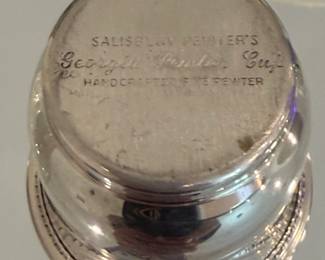 SALISBURY PEWTER'S
Georgia Pewter Cup
HANDCRAFTED FINE PEWTER